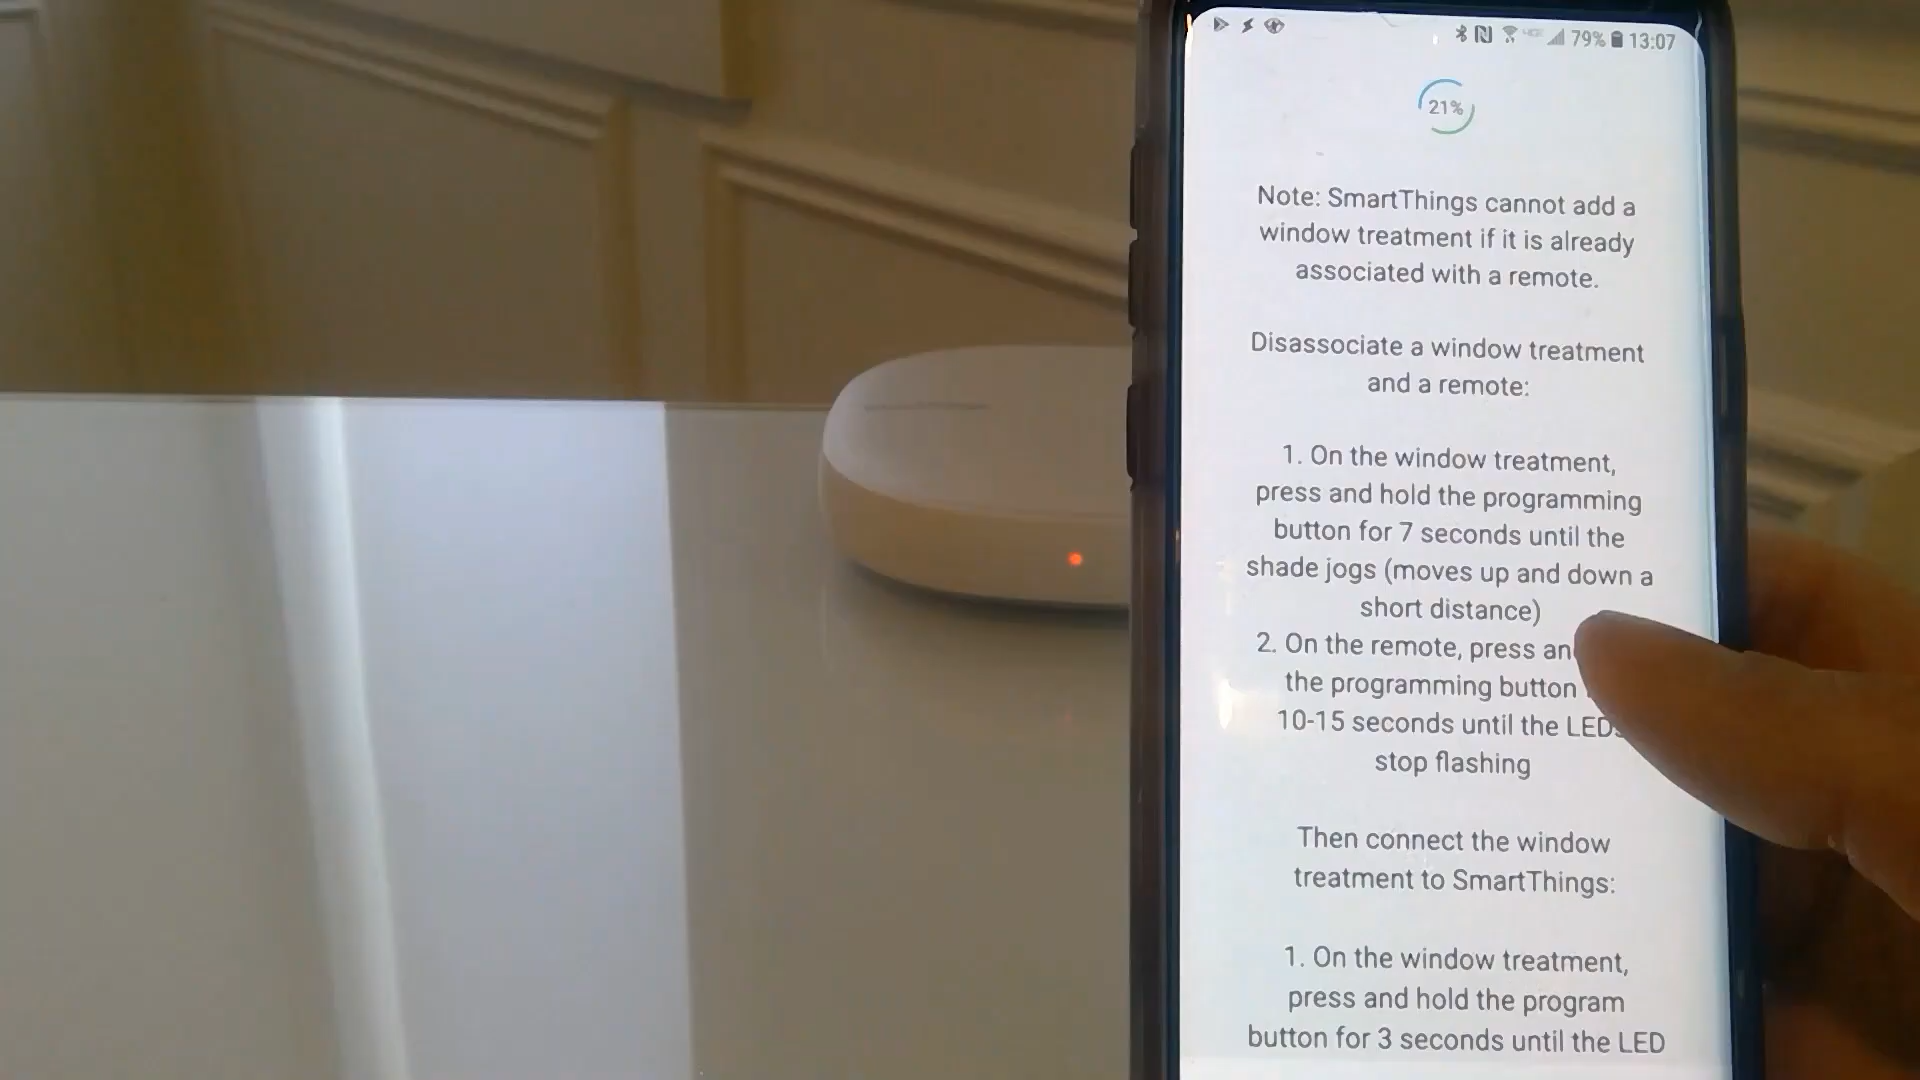 79% 13:07
21%
Note: SmartThings cannot add a
window treatment if it is already
associated with a remote.
Disassociate a window treatment
and a remote:
1. On the window treatment,
press and hold the programming
button for 7 seconds until the
shade jogs (moves up and down a
short distance)
2. On the remote, press an
the programming button
10-15 seconds until the LEDs
stop flashing
Then connect the window
treatment to SmartThings:
1. On the window treatment,
press and hold the program
button for 3 seconds until the LED